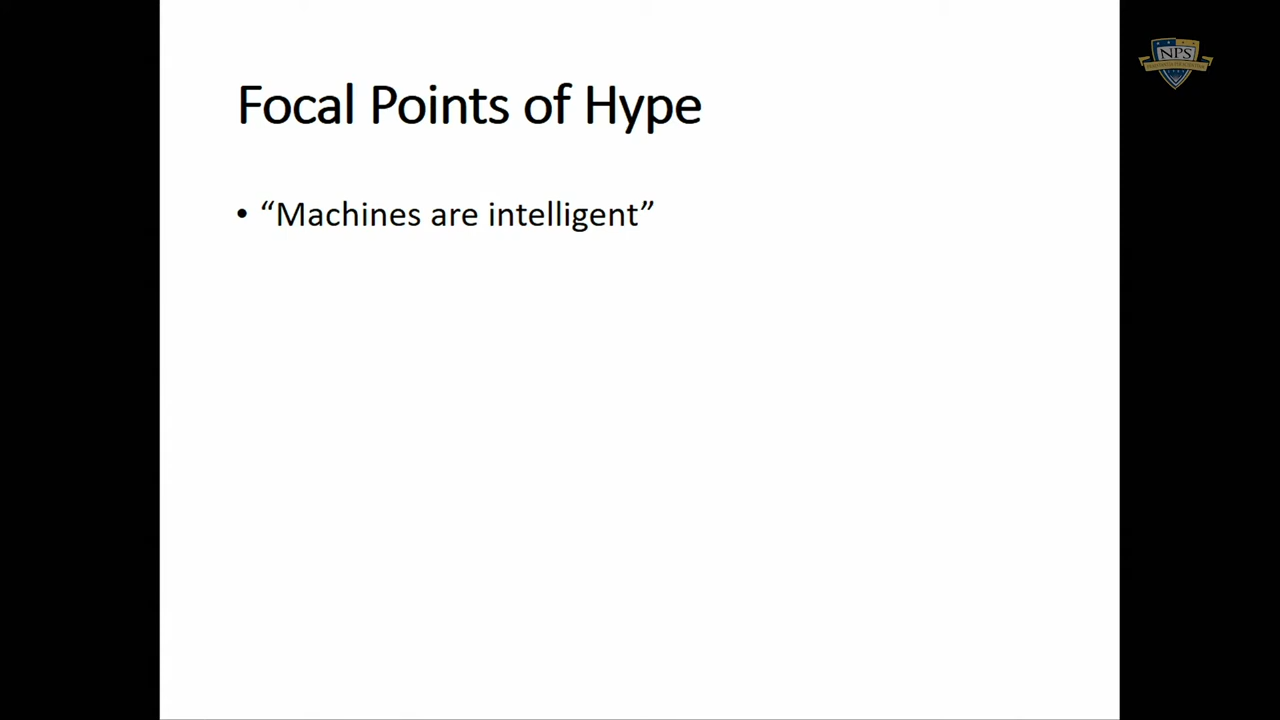 Focal Points of Hype
• “Machines are intelligent”
NPS